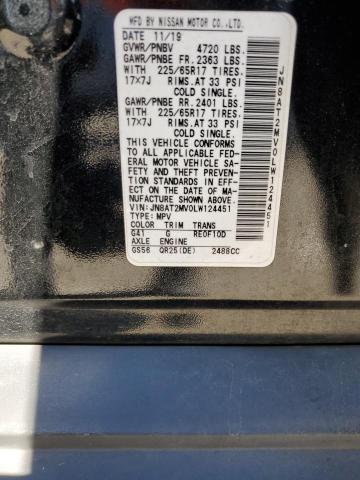 MFD BY NISSAN MOTOR CO.,LTD.
DATE 11/19
GVWR/PNBV 4720 LBS.
GAWR/PNBE FR. 2363 LBS.
WITH 225/65R17 TIRES.
17X7J RIMS.AT 33 PSI
COLD SINGLE.
GAWR/PNBE RR. 2401 LBS.
WITH 225/65R17 TIRES.
17X7J RIMS.AT 33 PSI
COLD SINGLE.
THIS VEHICLE CONFORMS
TO ALL APPLICABLE FED-
ERAL MOTOR VEHICLE SA-
FETY AND THEFT PREVEN-
TION STANDARDS IN EFF-
ECT ON THE DATE OF MA-
NUFACTURE SHOWN ABOVE.
VIN:JN8AT2MV0LW124451
TYPE: MPV
COLOR TRIM TRANS
G41 G RE0F10D
AXLE ENGINE
GS56 QR25(DE) 2488CC
JN8AT2MV0LW124451